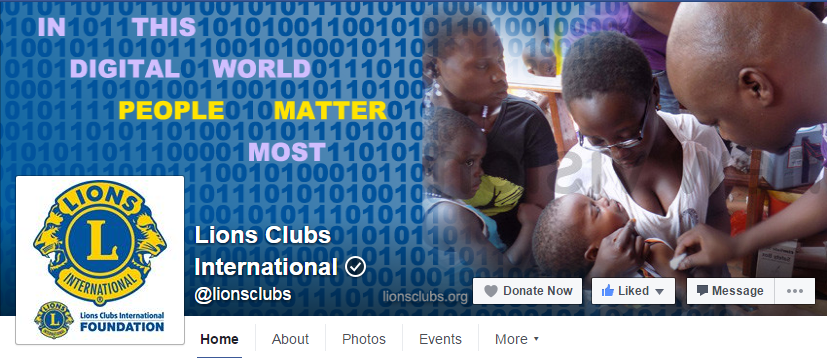 IN THIS
DIGITAL WORLD
PEOPLE MATTER
MOST
LIONS
L
INTERNATIONAL
®
LIONS
L
INTERNATIONAL
Lions Clubs International
FOUNDATION
Lions Clubs
International
@lionsclubs
lionsclubs.org
Donate Now
Liked
Message
Home
About
Photos
Events
More